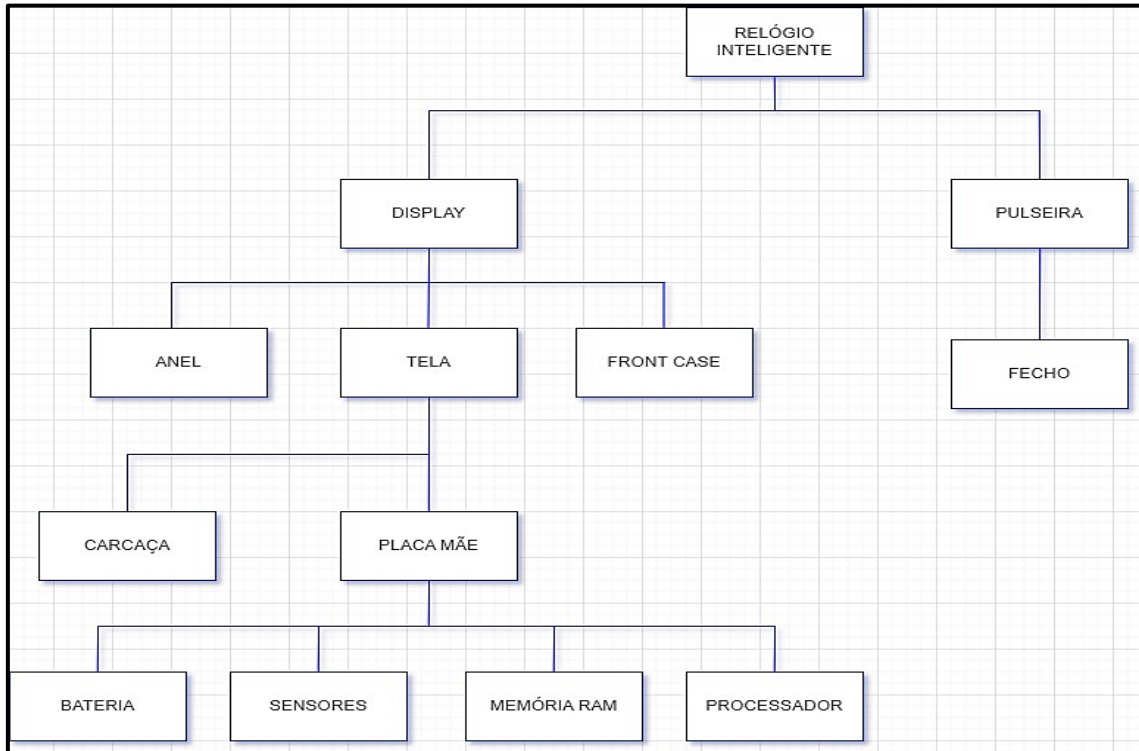 RELÓGIO
INTELIGENTE
DISPLAY
PULSEIRA
ANEL
TELA
FRONT CASE
FECHO
CARCAÇA
PLACA MÃE
BATERIA
SENSORES
MEMÓRIA RAM
PROCESSADOR